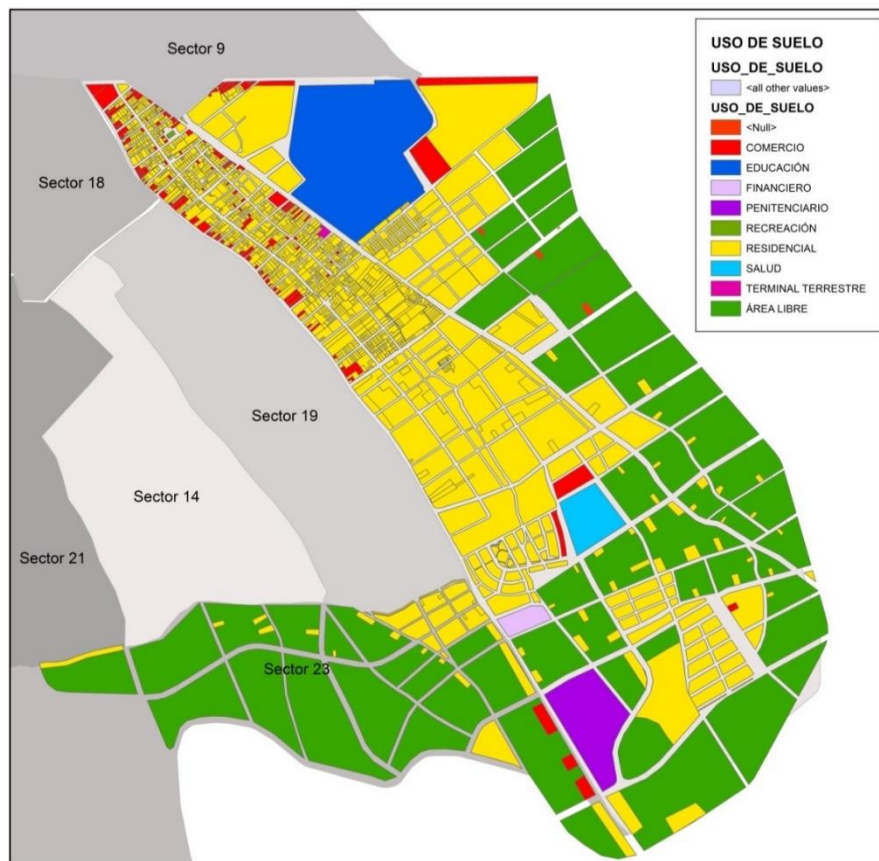 Sector 9
Sector 18
Sector 19
Sector 14
Sector 21
Sector 23
USO DE SUELO
USO_DE_SUELO
<all other values>
USO_DE_SUELO
<Null>
COMERCIO
EDUCACIÓN
FINANCIERO
PENITENCIARIO
RECREACIÓN
RESIDENCIAL
SALUD
TERMINAL TERRESTRE
ÁREA LIBRE